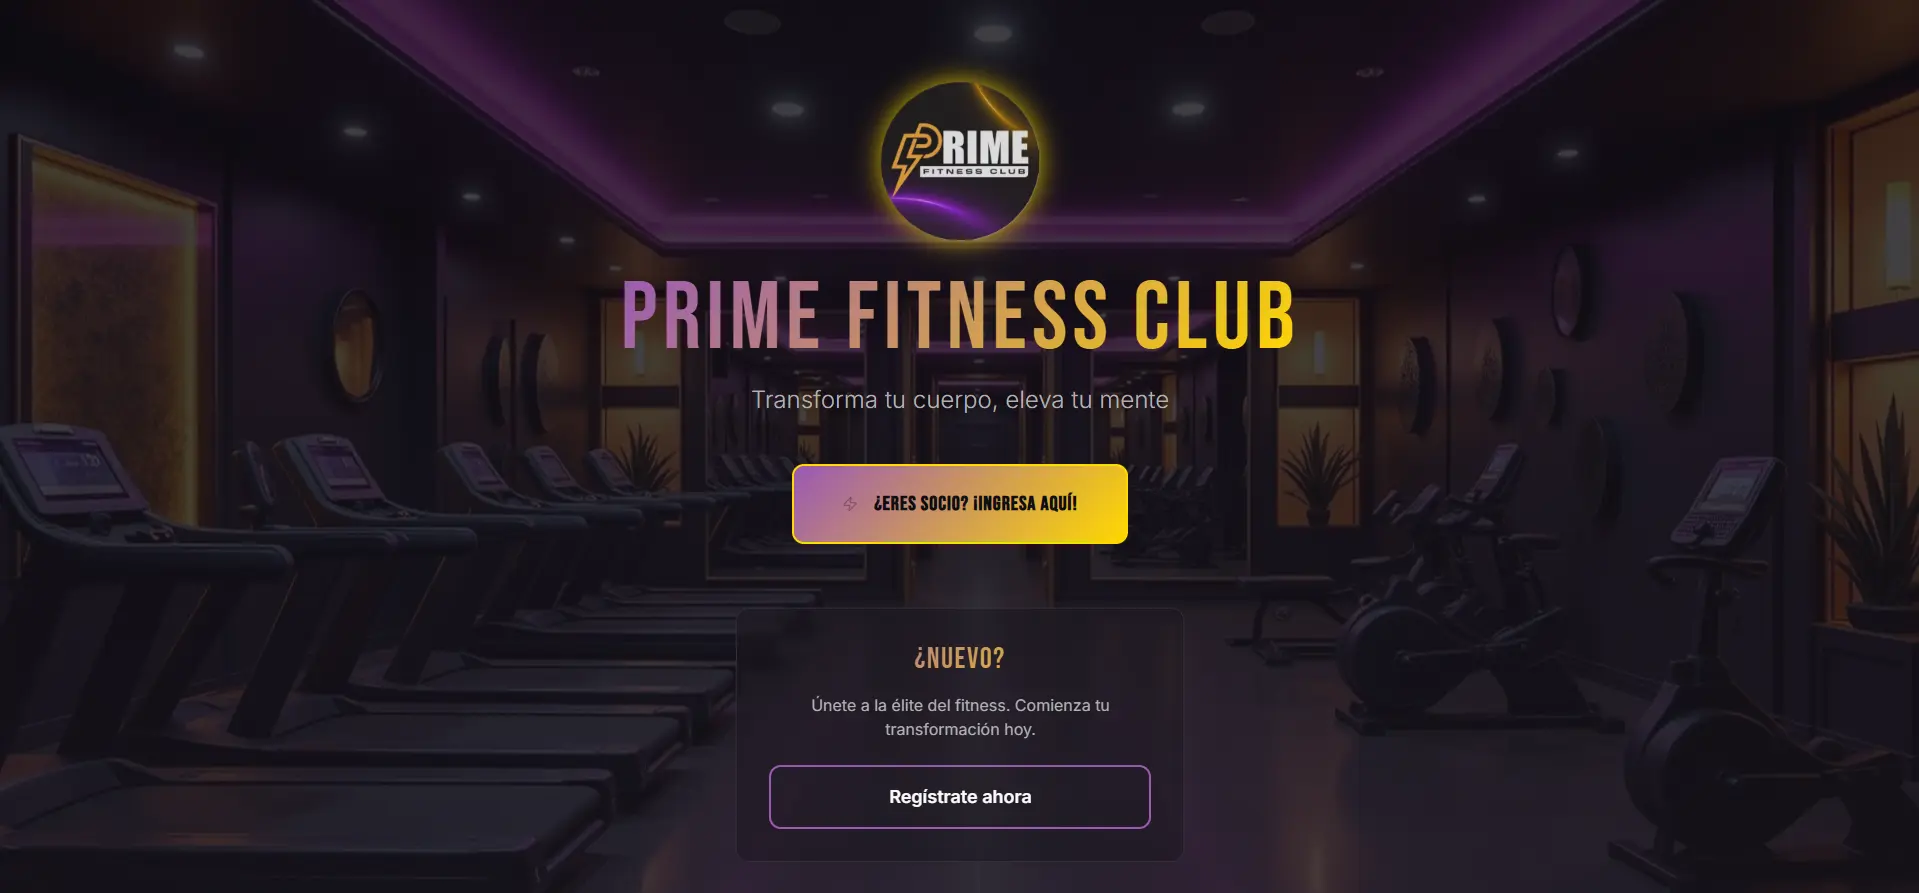 PRIME
FITNESS CLUB
PRIME FITNESS CLUB
Transforma tu cuerpo, eleva tu mente
¿ERES SOCIO? ¡INGRESA AQUÍ!
¿NUEVO?
Únete a la élite del fitness. Comienza tu
transformación hoy.
Regístrate ahora